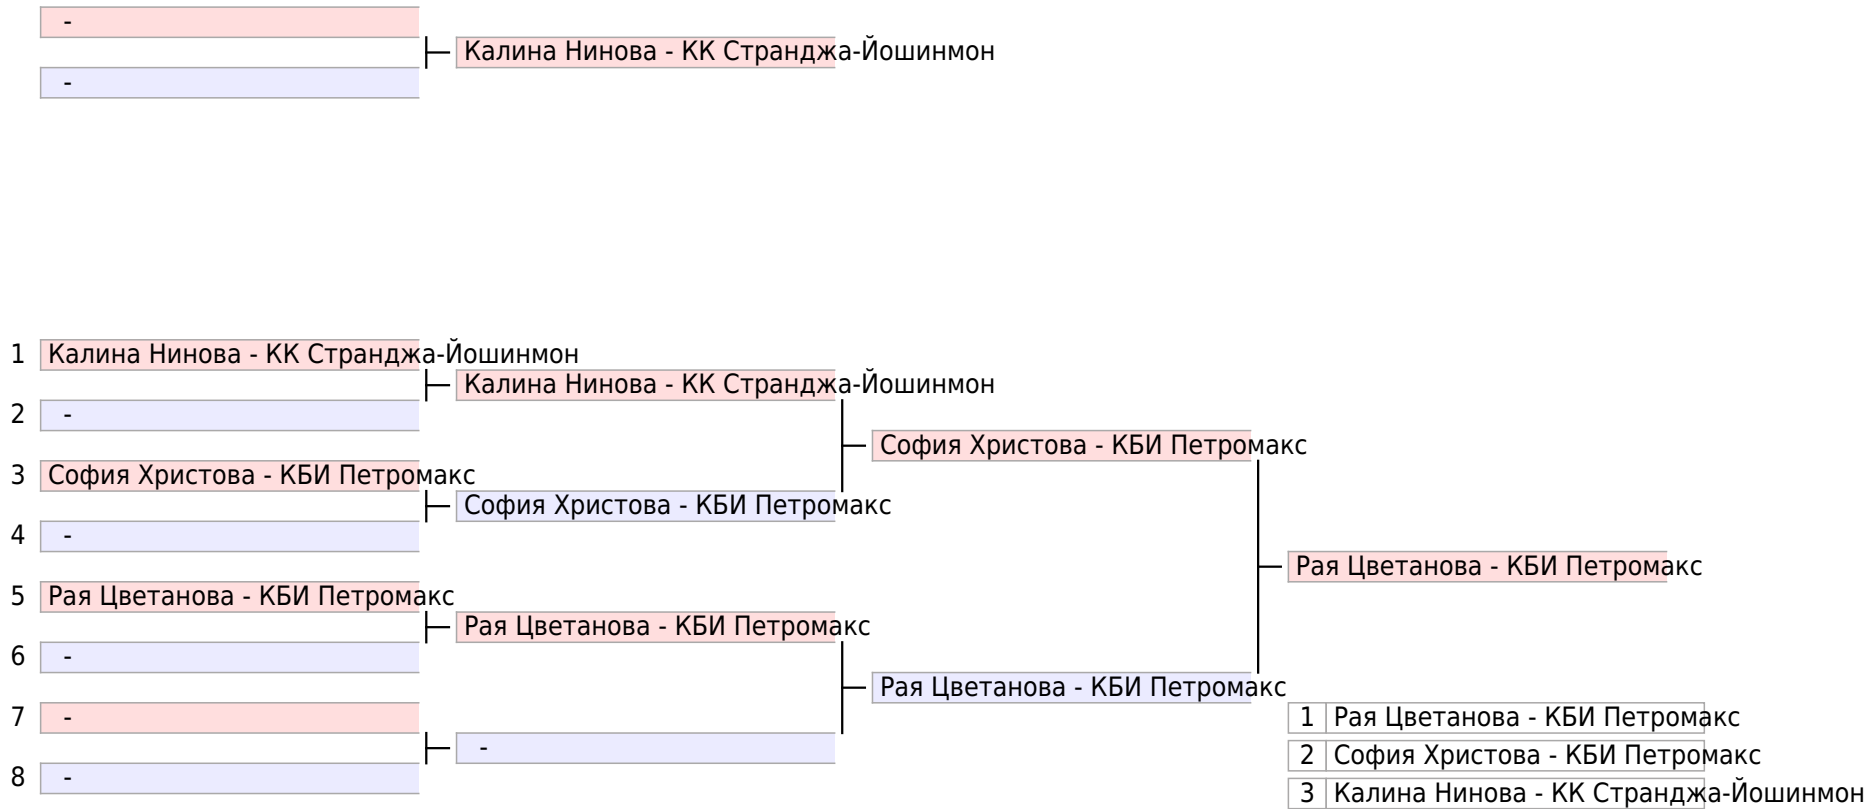 -
Калина Нинова - КК Странджа-Йошинмон
-
1 Калина Нинова - КК Странджа-Йошинмон
Калина Нинова - КК Странджа-Йошинмон
2 -
София Христова - КБИ Петромакс
3 София Христова - КБИ Петромакс
София Христова - КБИ Петромакс
4 -
Рая Цветанова - КБИ Петромакс
5 Рая Цветанова - КБИ Петромакс
Рая Цветанова - КБИ Петромакс
6 -
Рая Цветанова - КБИ Петромакс
7 -
1 Рая Цветанова - КБИ Петромакс
-
2 София Христова - КБИ Петромакс
8 -
3 Калина Нинова - КК Странджа-Йошинмон